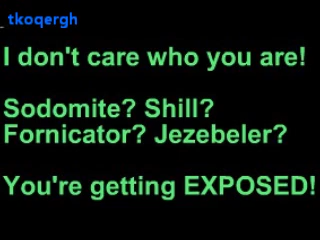 _tkoqergh
I don't care who you are!
Sodomite? Shill?
Fornicator? Jezebeler?
You're getting EXPOSED!